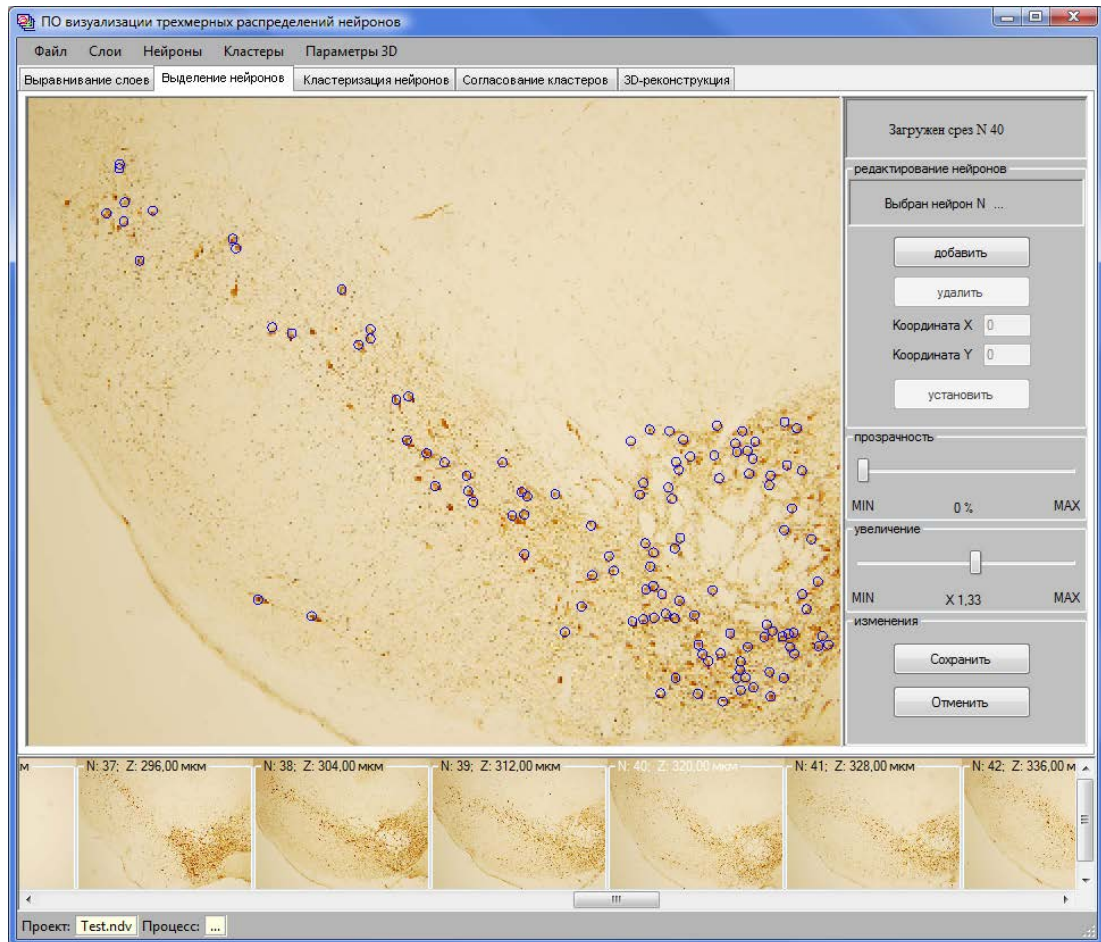 ПО визуализации трехмерных распределений нейронов
Файл Слои Нейроны Кластеры Параметры 3D
Выравнивание слоев Выделение нейронов Кластеризация нейронов Согласование кластеров 3D-реконструкция
Загружен срез N 40
редактирование нейронов
Выбран нейрон N ...
добавить
удалить
Координата X 0
Координата Y 0
установить
прозрачность
MIN 0 % MAX
увеличение
MIN X 1,33 MAX
изменения
Сохранить
Отменить
м N: 37; Z: 296,00 мкм N: 38; Z: 304,00 мкм N: 39; Z: 312,00 мкм N: 40; Z: 320,00 мкм N: 41; Z: 328,00 мкм N: 42; Z: 336,00 м
Проект: Test.ndv Процесс: ...